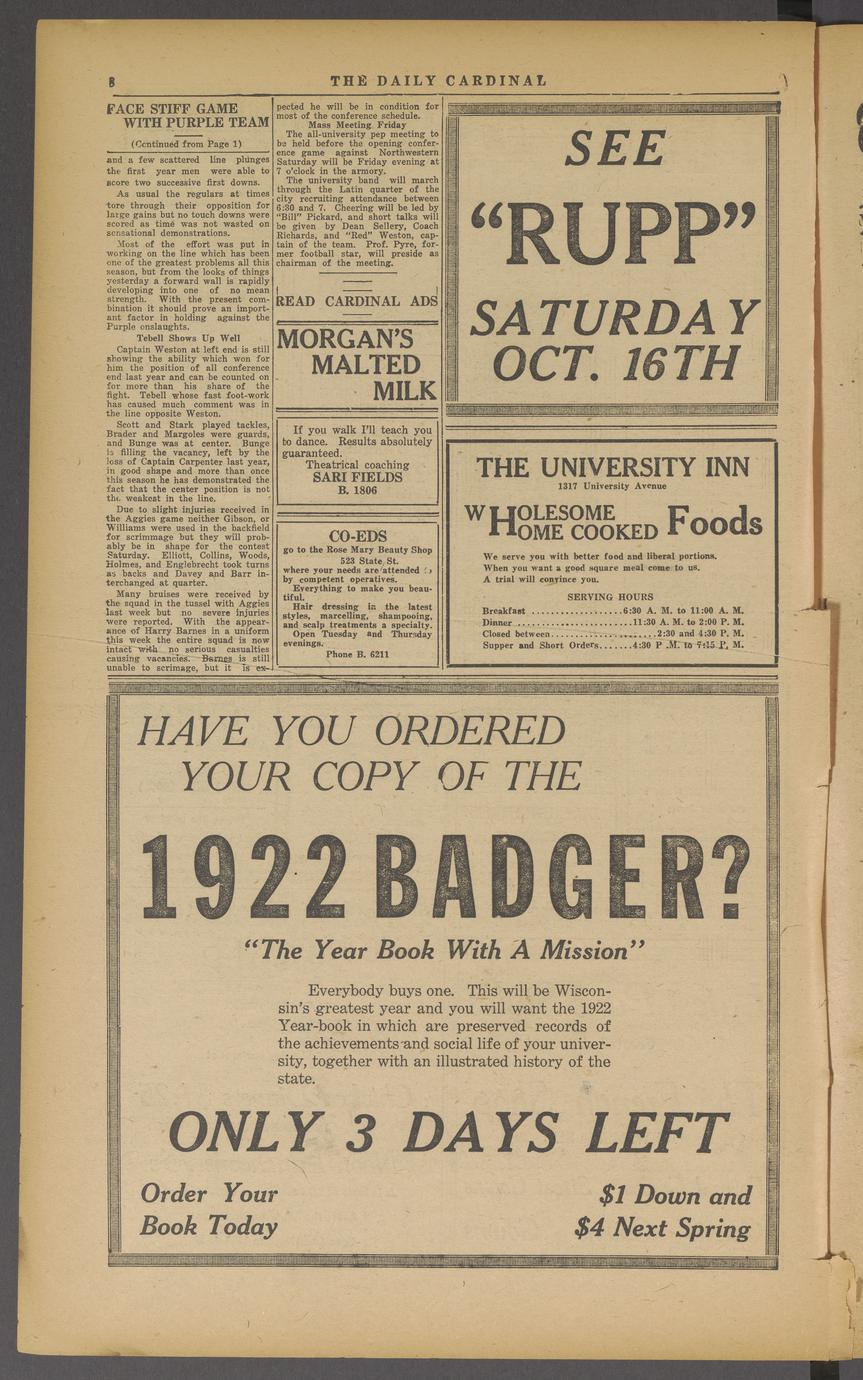 8
THE DAILY CARDINAL
FACE STIFF GAME
WITH PURPLE TEAM
(Continued from Page 1)
and a few scattered line plunges
the first year men were able to
score two successive first downs.
As usual the regulars at times
tore through their opposition for
large gains but no touch downs were
scored as time was not wasted on
sensational demonstrations.
Most of the effort was put in
working on the line which has been
one of the greatest problems all this
season, but from the looks of things
yesterday a forward wall is rapidly
developing into one of no mean
strength. With the present com-
bination it should prove an import-
ant factor in holding against the
Purple onslaughts.
Tebell Shows Up Well
Captain Weston at left end is still
showing the ability which won for
him the position of all conference
end last year and can be counted on
for more than his share of the
fight. Tebell whose fast foot-work
has caused much comment was in
the line opposite Weston.
Scott and Stark played tackles,
Brader and Margoles were guards,
and Bunge was at center. Bunge
is filling the vacancy, left by the
loss of Captain Carpenter last year,
in good shape and more than once
this season he has demonstrated the
fact that the center position is not
the weakest in the line.
Due to slight injuries received in
the Aggies game neither Gibson, or
Williams were used in the backfield
for scrimmage but they will prob-
ably be in shape for the contest
Saturday. Elliott, Collins, Woods,
Holmes, and Englebrecht took turns
as backs and Davey and Barr in-
terchanged at quarter.
Many bruises were received by
the squad in the tussel with Aggies
last week but no severe injuries
were reported. With the appear-
ance of Harry Barnes in a uniform
this week the entire squad is now
intact with no serious casualties
causing vacancies. Barnes is still
unable to scrimage, but it is ex-
pected he will be in condition for
most of the conference schedule.
Mass Meeting Friday
The all-university pep meeting to
be held before the opening confer-
ence game against Northwestern
Saturday will be Friday evening at
7 o'clock in the armory.
The university band will march
through the Latin quarter of the
city recruiting attendance between
6:30 and 7. Cheering will be led by
"Bill" Pickard, and short talks will
be given by Dean Sellery, Coach
Richards, and "Red" Weston, cap-
tain of the team. Prof. Pyre, for-
mer football star, will preside as
chairman of the meeting.
READ CARDINAL ADS
MORGAN'S
MALTED
MILK
If you walk I'll teach you
to dance. Results absolutely
guaranteed.
Theatrical coaching
SARI FIELDS
B. 1806
CO-EDS
go to the Rose Mary Beauty Shop
523 State St.
where your needs are attended
by competent operatives.
Everything to make you beau-
tiful.
Hair dressing in the latest
styles, marcelling, shampooing,
and scalp treatments a specialty.
Open Tuesday and Thursday
evenings.
Phone B. 6211
SEE
"RUPP"
SATURDAY
OCT. 16TH
THE UNIVERSITY INN
1317 University Avenue
WHOLESOME
HOME COOKED Foods
We serve you with better food and liberal portions.
When you want a good square meal come to us.
A trial will convince you.
SERVING HOURS
Breakfast ..................6:30 A. M. to 11:00 A. M.
Dinner.......................11:30 A. M. to 2:00 P. M.
Closed between.....................2:30 and 4:30 P. M.
Supper and Short Orders.......4:30 P .M. to 7:15 P. M.
HAVE YOU ORDERED
YOUR COPY OF THE
1922 BADGER?
"The Year Book With A Mission"
Everybody buys one. This will be Wiscon-
sin's greatest year and you will want the 1922
Year-book in which are preserved records of
the achievements and social life of your univer-
sity, together with an illustrated history of the
state.
ONLY 3 DAYS LEFT
Order Your
Book Today
$1 Down and
$4 Next Spring